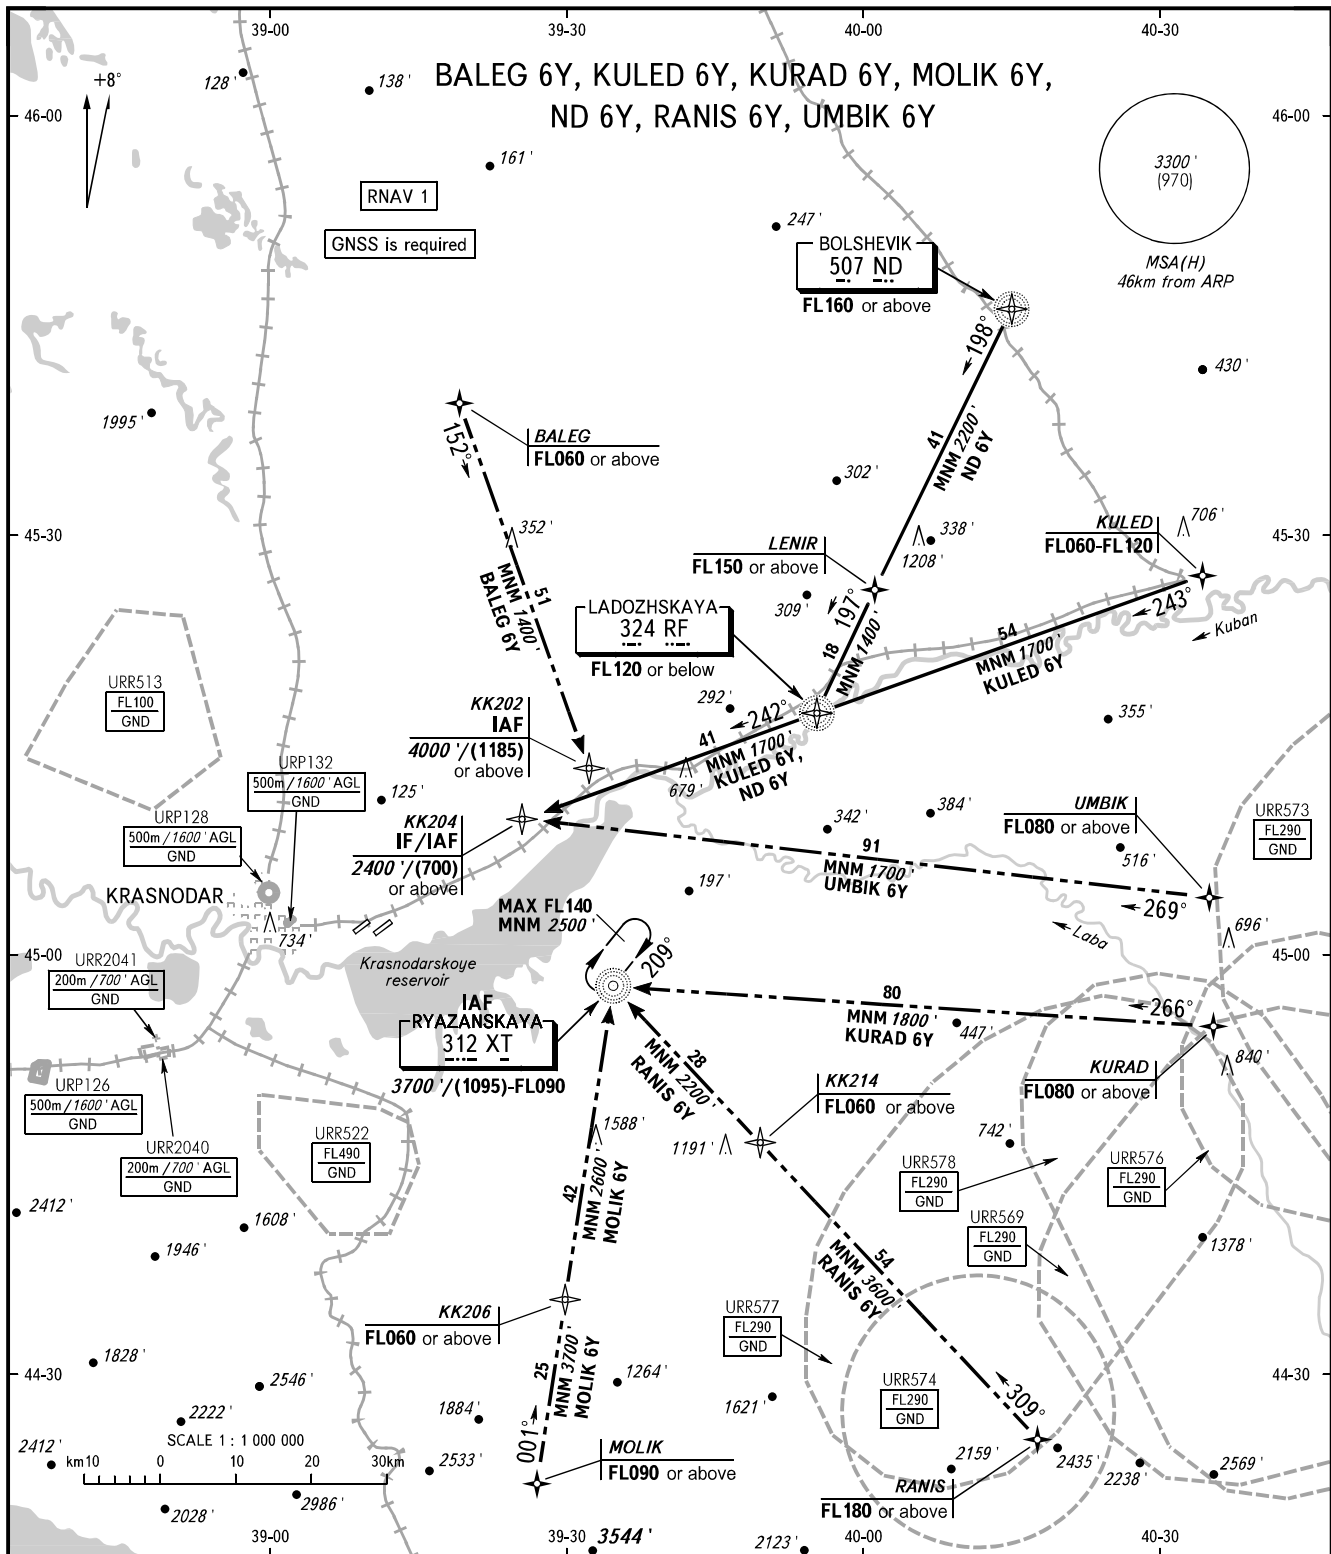 39-00
39-30
40-00
40-30
+8°
128'
138'
BALEG 6Y, KULED 6Y, KURAD 6Y, MOLIK 6Y,
ND 6Y, RANIS 6Y, UMBIK 6Y
46-00
46-00
161'
3300'
(970)
RNAV 1
GNSS is required
247'
BOLSHEVIK
507 ND
FL160 or above
MSA(H)
46km from ARP
198°
430'
1995'
152°
BALEG
FL060 or above
41
MNM 2200'
ND 6Y
302'
352'
45-30
45-30
338'
1208'
KULED
FL060-FL120
706'
LENIR
FL150 or above
51
MNM 1400'
BALEG 6Y
309'
197°
243°
Kuban
LADOZHSKAYA
324 RF
FL120 or below
18
MNM 1400'
54
MNM 1700'
KULED 6Y
URR513
FL100
GND
KK202
IAF
4000'/(1185)
or above
292'
242°
355'
41
MNM 1700'
KULED 6Y,
ND 6Y
679'
URP132
500m/1600' AGL
GND
125'
URP128
500m/1600' AGL
GND
KK204
IF/IAF
2400'/(700)
or above
342'
384'
UMBIK
FL080 or above
516'
URR573
FL290
GND
91
MNM 1700'
UMBIK 6Y
KRASNODAR
734'
197'
MAX FL140
MNM 2500'
269°
696'
Laba
209°
Krasnodarskoye
reservoir
45-00
45-00
URR2041
200m/700' AGL
GND
IAF
RYAZANSKAYA
312 XT
3700'/(1095)-FL090
80
MNM 1800'
KURAD 6Y
266°
447'
28
MNM 2200'
RANIS 6Y
KK214
FL060 or above
KURAD
FL080 or above
840'
URP126
500m/1600' AGL
GND
URR2040
200m/700' AGL
GND
URR522
FL490
GND
1588'
1191'
742'
URR578
FL290
GND
URR576
FL290
GND
42
MNM 2600'
MOLIK 6Y
2412'
1608'
1946'
URR569
FL290
GND
1378'
54
MNM 3600'
RANIS 6Y
KK206
FL060 or above
URR577
FL290
GND
25
MNM 3700'
MOLIK 6Y
1828'
2546'
1264'
44-30
44-30
URR574
FL290
GND
2222'
1884'
1621'
309°
001°
SCALE 1 : 1 000 000
km10
0
10
20
30km
2412'
2533'
MOLIK
FL090 or above
2159'
2435'
2238'
2569'
RANIS
FL180 or above
2028'
2986'
39-00
39-30
3544'
2123'
40-00
40-30